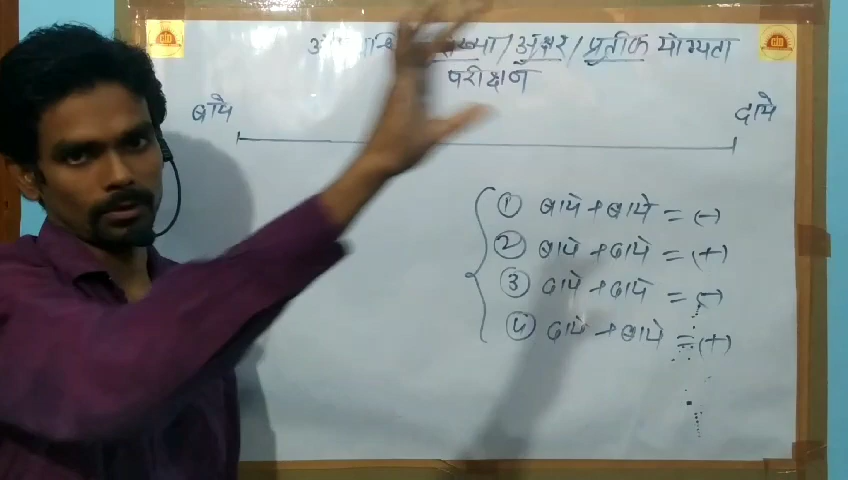 संख्या/अक्षर/प्रतीक योग्यता
परीक्षण
बायें दायें
① बायें + बायें = (-)
② बायें + दायें = (+)
③ दायें + दायें = (-)
④ दायें + बायें = (+)